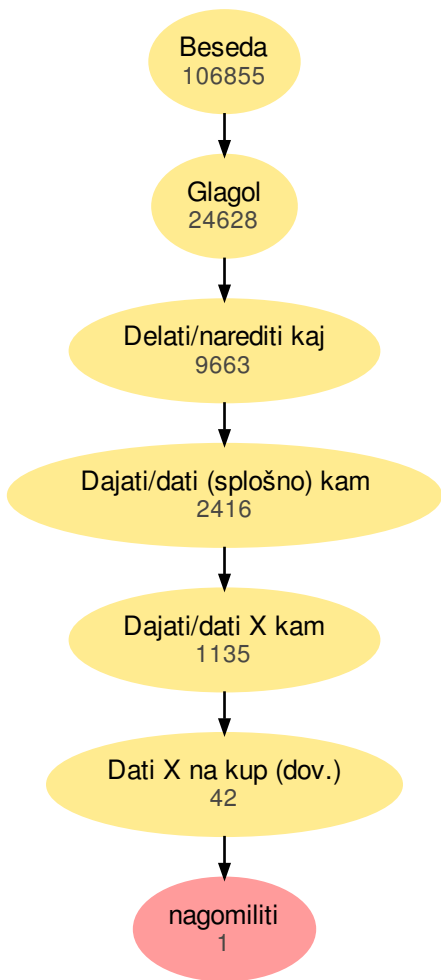 Beseda
106855
Glagol
24628
Delati/narediti kaj
9663
Dajati/dati (splošno) kam
2416
Dajati/dati X kam
1135
Dati X na kup (dov.)
42
nagomiliti
1